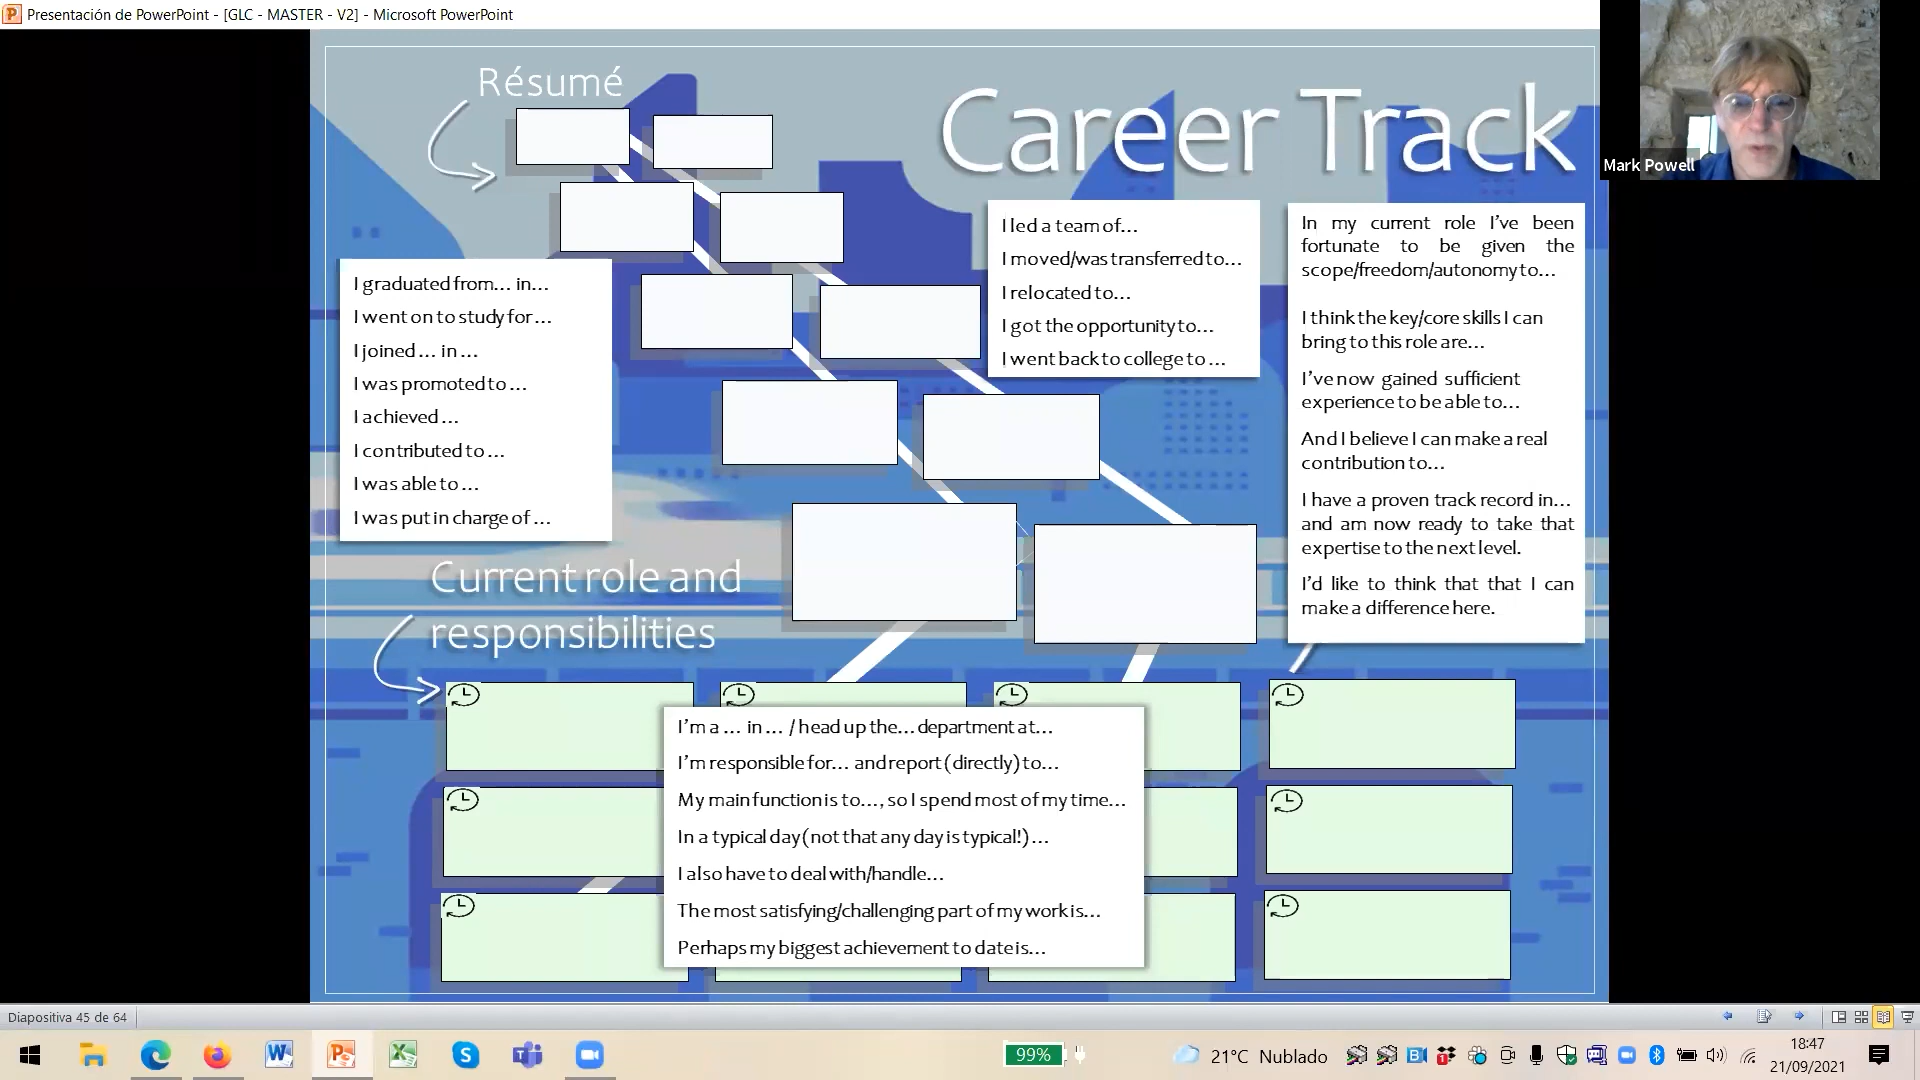 Presentación de PowerPoint - [GLC - MASTER - V2] - Microsoft PowerPoint
Résumé
Career Track
Mark Powell
I graduated from… in…
I went on to study for…
I joined … in …
I was promoted to …
I achieved …
I contributed to …
I was able to …
I was put in charge of …
I led a team of…
I moved/was transferred to…
I relocated to…
I got the opportunity to…
I went back to college to …
In my current role I’ve been
fortunate to be given the
scope/freedom/autonomy to…
I think the key/core skills I can
bring to this role are…
I’ve now gained sufficient
experience to be able to…
And I believe I can make a real
contribution to…
I have a proven track record in…
and am now ready to take that
expertise to the next level.
I’d like to think that that I can
make a difference here.
Current role and
responsibilities
I’m a … in … / head up the… department at…
I’m responsible for… and report (directly) to…
My main function is to…, so I spend most of my time…
In a typical day (not that any day is typical!) …
I also have to deal with/handle…
The most satisfying/challenging part of my work is…
Perhaps my biggest achievement to date is…
Diapositiva 45 de 64
99%
21°C Nublado
18:47
21/09/2021